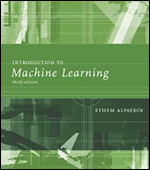 INTRODUCTION TO
Machine Learning
third edition
ETHEM ALPAYDIN